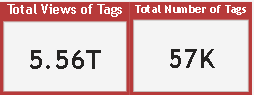 Total Views of Tags
Total Number of Tags
5.56T
57K